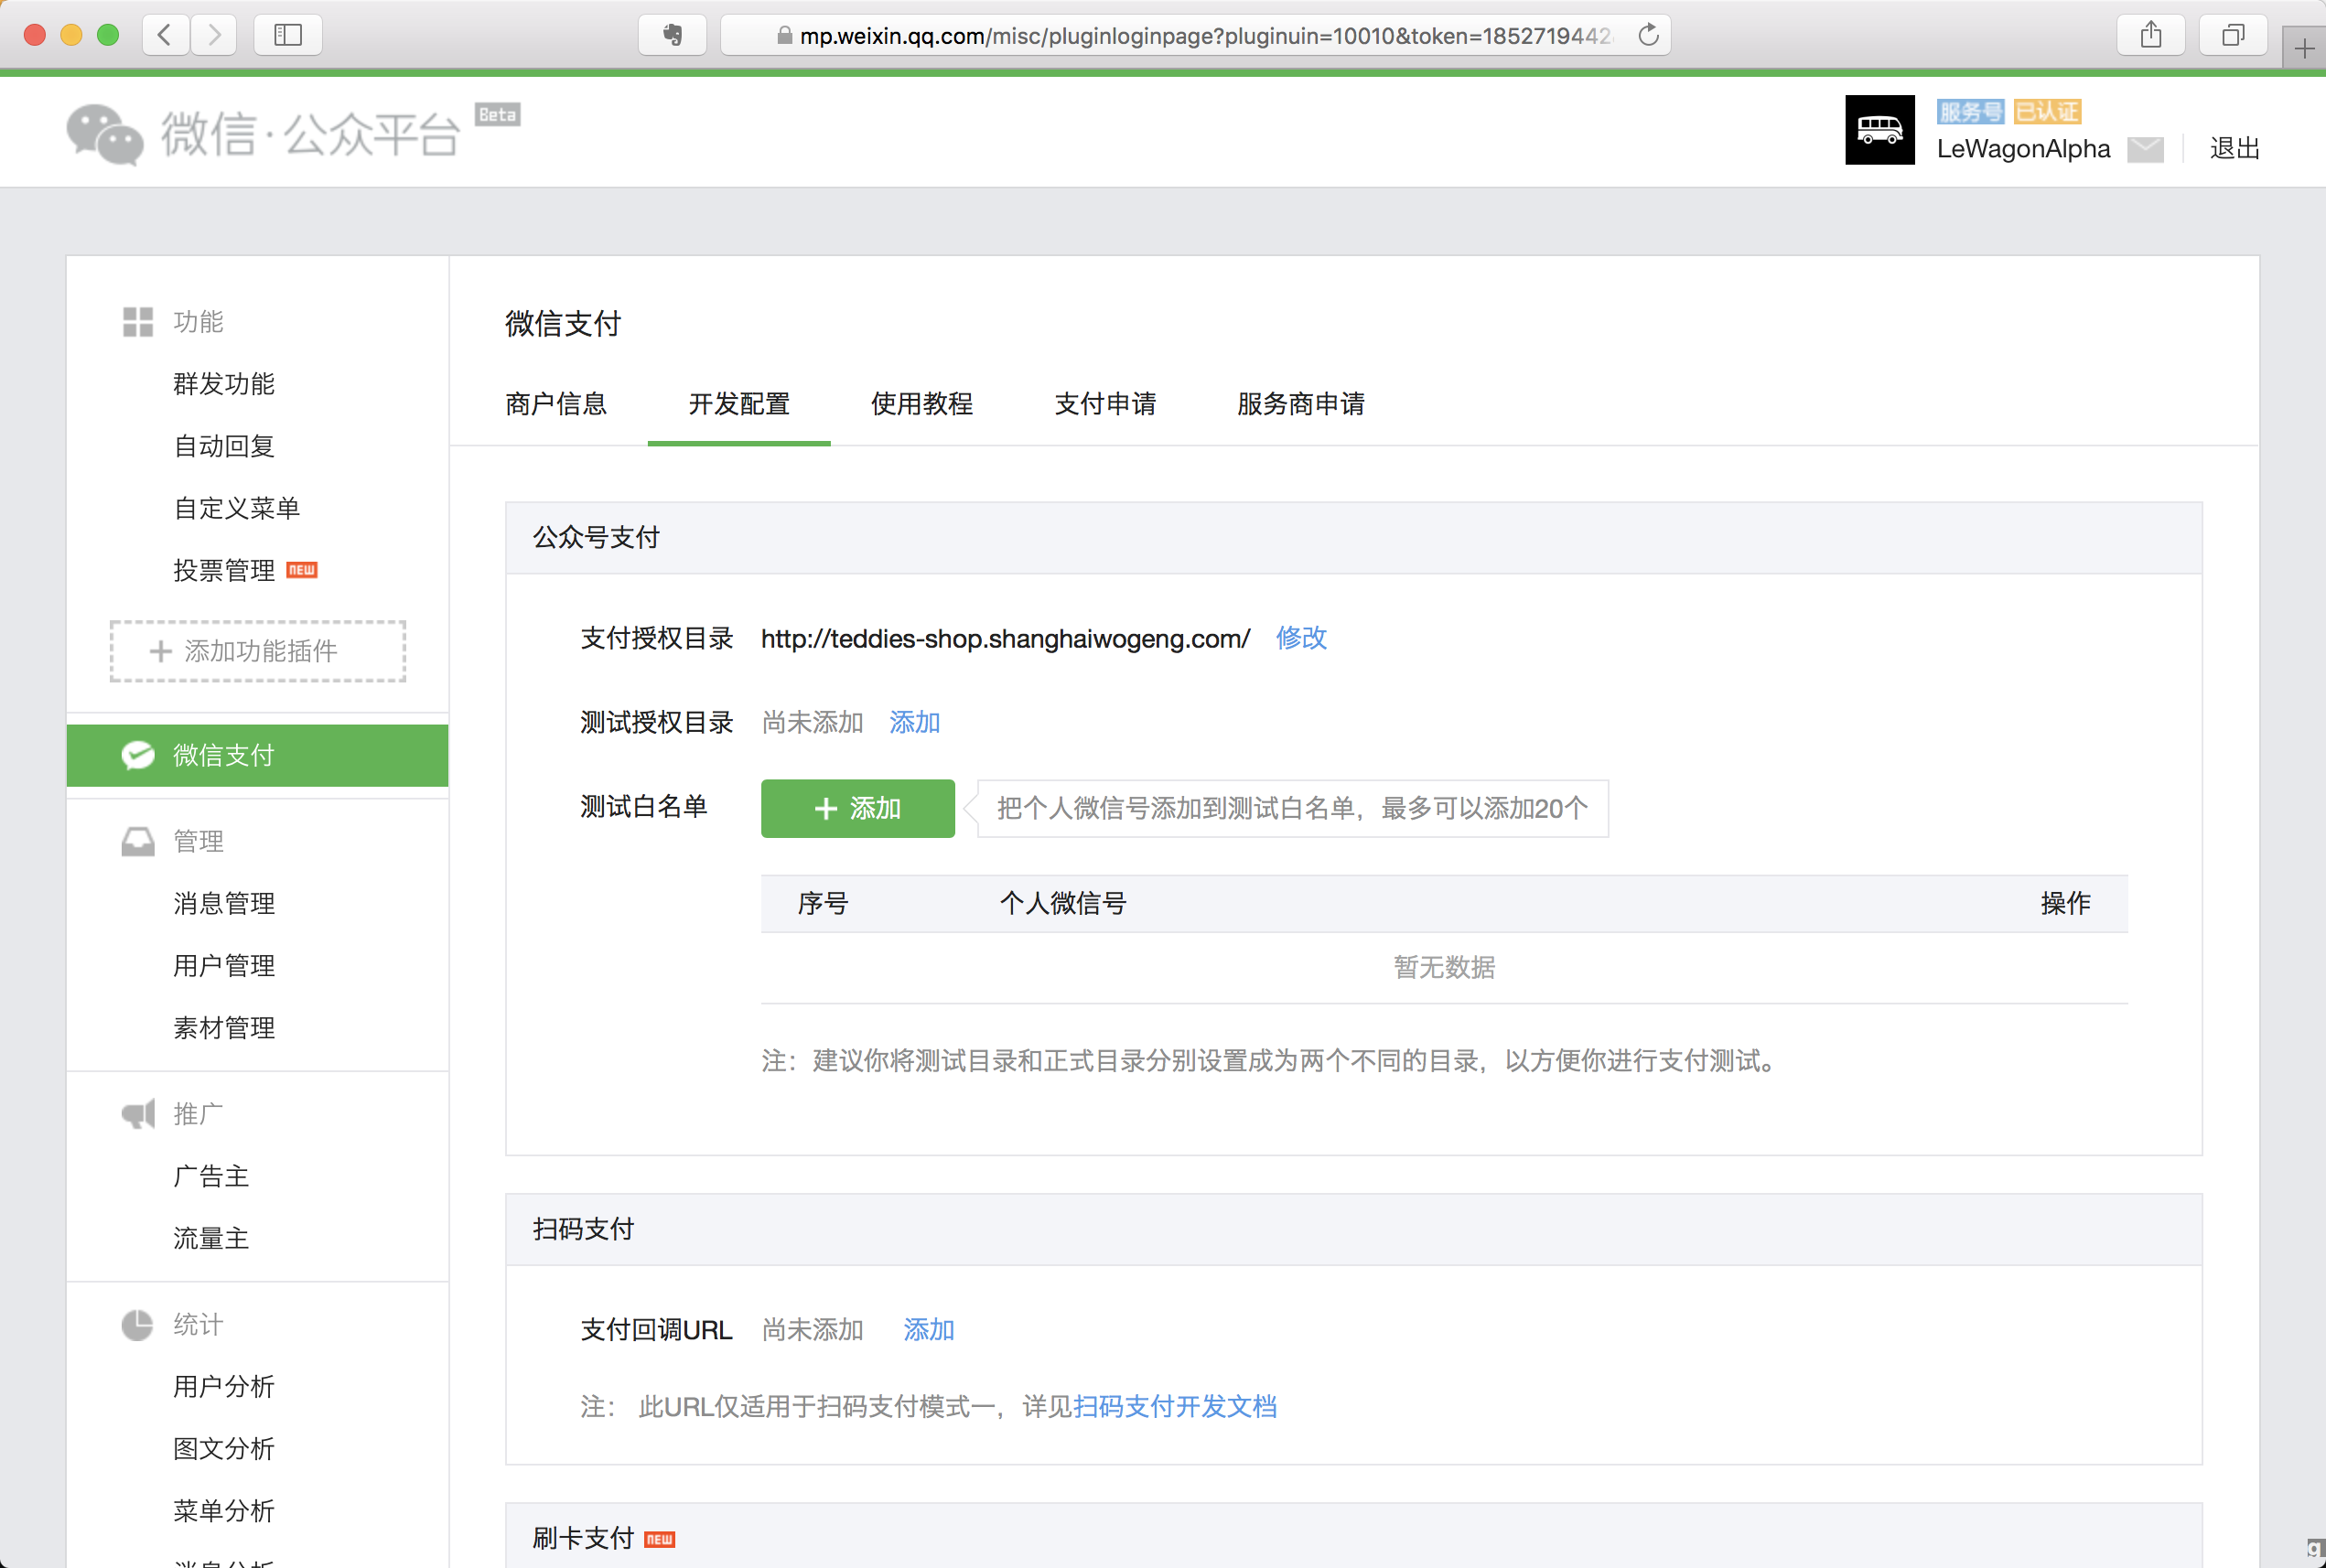 mp.weixin.qq.com/misc/pluginloginpage?pluginuin=10010&token=185271944
微信·公众平台 Beta
服务号 已认证
LeWagonAlpha 退出
功能
群发功能
自动回复
自定义菜单
投票管理 NEW
+ 添加功能插件
微信支付
管理
消息管理
用户管理
素材管理
推广
广告主
流量主
统计
用户分析
图文分析
菜单分析
消息分析
微信支付
商户信息 开发配置 使用教程 支付申请 服务商申请
公众号支付
支付授权目录 http://teddies-shop.shanghaiwogeng.com/ 修改
测试授权目录 尚未添加 添加
测试白名单 + 添加 把个人微信号添加到测试白名单，最多可以添加20个
序号 个人微信号 操作
暂无数据
注：建议你将测试目录和正式目录分别设置成为两个不同的目录，以方便你进行支付测试。
扫码支付
支付回调URL 尚未添加 添加
注： 此URL仅适用于扫码支付模式一，详见扫码支付开发文档
刷卡支付 NEW
g